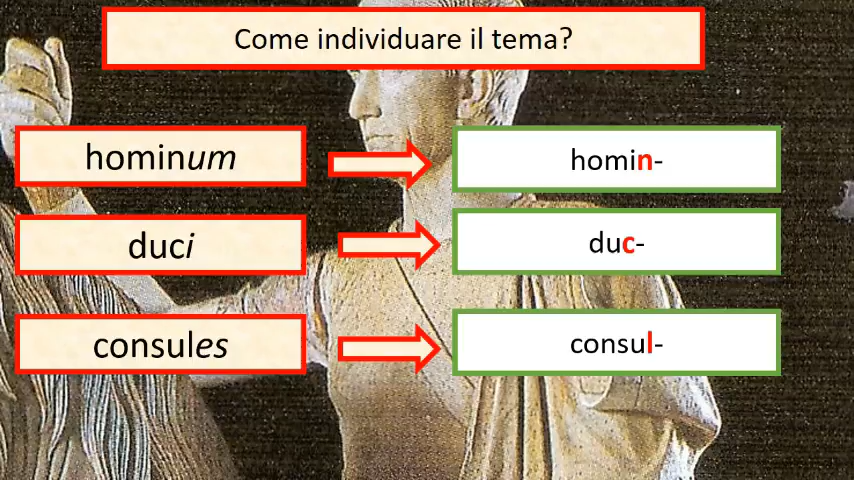 Come individuare il tema?
hominum
homin-
duci
duc-
consules
consul-